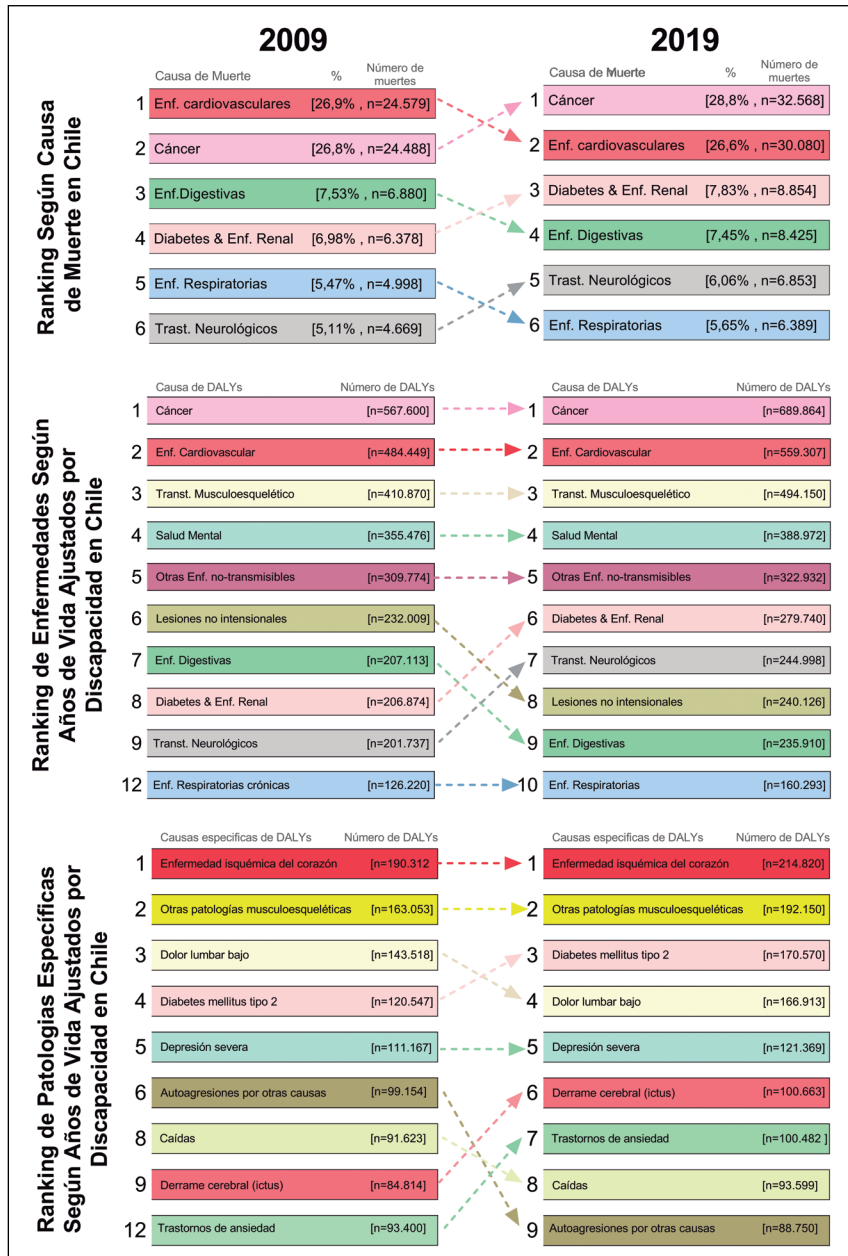 2009
2019
Ranking Según Causa
de Muerte en Chile
Causa de Muerte % Número de muertes
1 Enf. cardiovasculares [26,9% , n=24.579]
2 Cáncer [26,8% , n=24.488]
3 Enf.Digestivas [7,53% , n=6.880]
4 Diabetes & Enf. Renal [6,98% , n=6.378]
5 Enf. Respiratorias [5,47% , n=4.998]
6 Trast. Neurológicos [5,11% , n=4.669]
Causa de Muerte % Número de muertes
1 Cáncer [28,8% , n=32.568]
2 Enf. cardiovasculares [26,6% , n=30.080]
3 Diabetes & Enf. Renal [7,83% , n=8.854]
4 Enf. Digestivas [7,45% , n=8.425]
5 Trast. Neurológicos [6,06% , n=6.853]
6 Enf. Respiratorias [5,65% , n=6.389]
Ranking de Enfermedades Según
Años de Vida Ajustados por
Discapacidad en Chile
Causa de DALYs Número de DALYs
1 Cáncer [n=567.600]
2 Enf. Cardiovascular [n=484.449]
3 Transt. Musculoesquelético [n=410.870]
4 Salud Mental [n=355.476]
5 Otras Enf. no-transmisibles [n=309.774]
6 Lesiones no intensionales [n=232.009]
7 Enf. Digestivas [n=207.113]
8 Diabetes & Enf. Renal [n=206.874]
9 Transt. Neurológicos [n=201.737]
12 Enf. Respiratorias crónicas [n=126.220]
Causa de DALYs Número de DALYs
1 Cáncer [n=689.864]
2 Enf. Cardiovascular [n=559.307]
3 Transt. Musculoesquelético [n=494.150]
4 Salud Mental [n=388.972]
5 Otras Enf. no-transmisibles [n=322.932]
6 Diabetes & Enf. Renal [n=279.740]
7 Transt. Neurológicos [n=244.998]
8 Lesiones no intensionales [n=240.126]
9 Enf. Digestivas [n=235.910]
10 Enf. Respiratorias [n=160.293]
Ranking de Patologías Específicas
Según Años de Vida Ajustados por
Discapacidad en Chile
Causas especificas de DALYs Número de DALYs
1 Enfermedad isquémica del corazón [n=190.312
2 Otras patologías musculoesqueléticas [n=163.053]
3 Dolor lumbar bajo [n=143.518]
4 Diabetes mellitus tipo 2 [n=120.547]
5 Depresión severa [n=111.167]
6 Autoagresiones por otras causas [n=99.154]
8 Caídas [n=91.623]
9 Derrame cerebral (ictus) [n=84.814]
12 Trastornos de ansiedad [n=93.400]
Causas especificas de DALYs Número de DALYs
1 Enfermedad isquémica del corazón [n=214.820]
2 Otras patologías musculoesqueléticas [n=192.150]
3 Diabetes mellitus tipo 2 [n=170.570]
4 Dolor lumbar bajo [n=166.913]
5 Depresión severa [n=121.369]
6 Derrame cerebral (ictus) [n=100.663]
7 Trastornos de ansiedad [n=100.482 ]
8 Caídas [n=93.599]
9 Autoagresiones por otras causas [n=88.750]